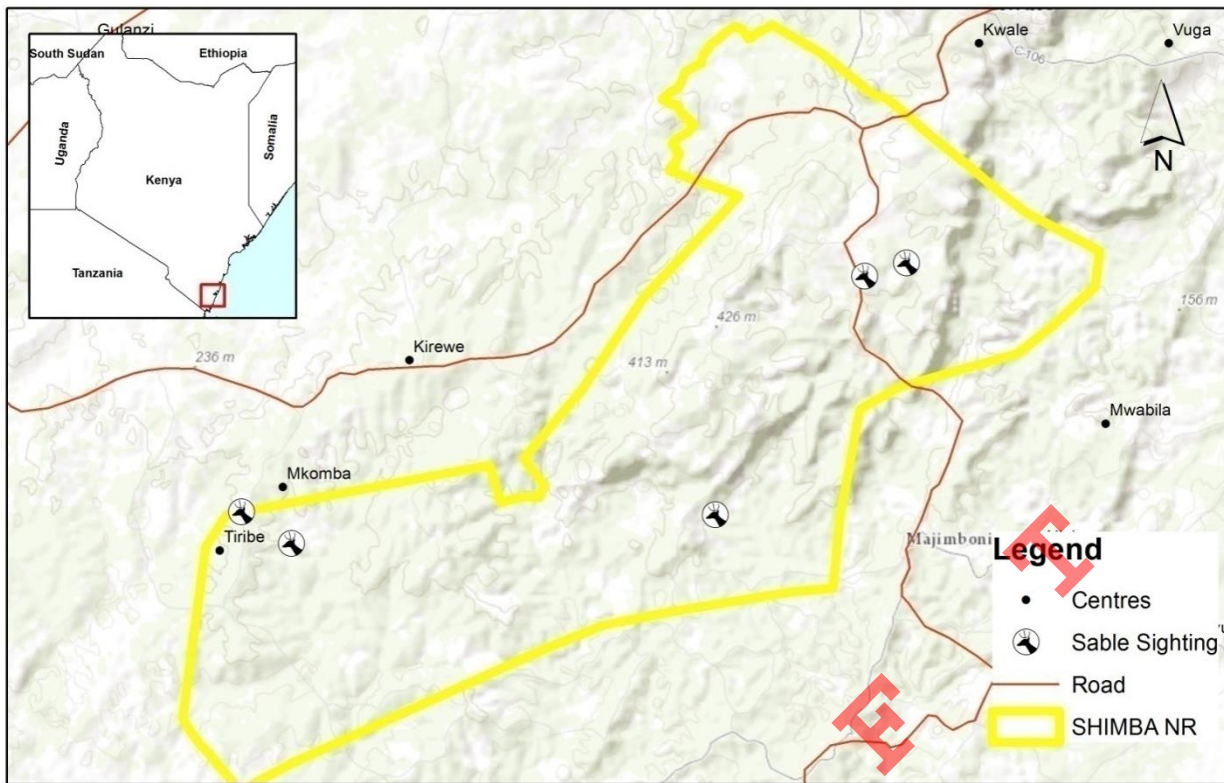 Gulanzi
South Sudan
Ethiopia
Uganda
Somalia
Kenya
Tanzania
Kwale
Vuga
C 106
N
156 m
426 m
413 m
236 m
Kirewe
Mwabila
Mkomba
Tiribe
Majimboni
Legend
Centres
Sable Sighting
Road
SHIMBA NR